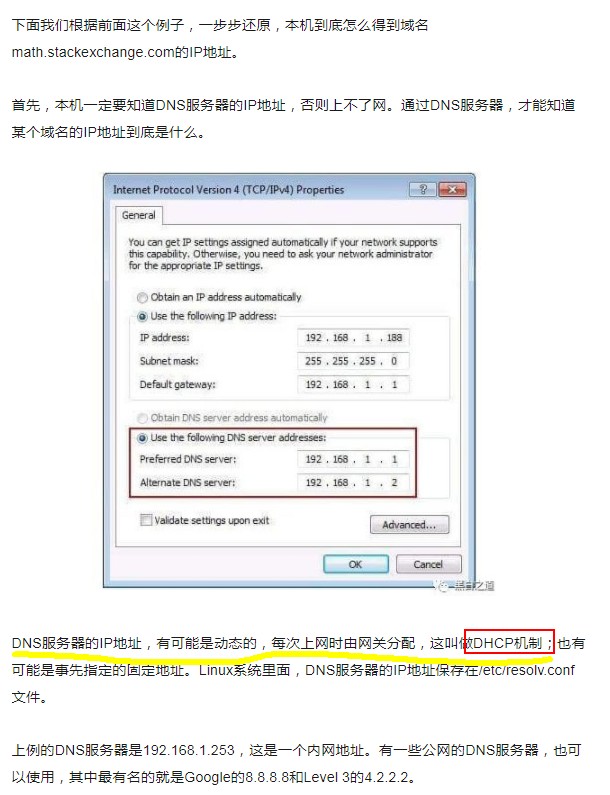 下面我们根据前面这个例子，一步步还原，本机到底怎么得到域名
math.stackexchange.com的IP地址。
首先，本机一定要知道DNS服务器的IP地址，否则上不了网。通过DNS服务器，才能知道
某个域名的IP地址到底是什么。
Internet Protocol Version 4 (TCP/IPv4) Properties
General
You can get IP settings assigned automatically if your network supports
this capability. Otherwise, you need to ask your network administrator
for the appropriate IP settings.
Obtain an IP address automatically
Use the following IP address:
IP address: 192 . 168 . 1 . 188
Subnet mask: 255 . 255 . 255 . 0
Default gateway: 192 . 168 . 1 . 1
Obtain DNS server address automatically
Use the following DNS server addresses:
Preferred DNS server: 192 . 168 . 1 . 1
Alternate DNS server: 192 . 168 . 1 . 2
Validate settings upon exit
Advanced...
OK Cancel
黑白之道
DNS服务器的IP地址，有可能是动态的，每次上网时由网关分配，这叫做DHCP机制；也有
可能是事先指定的固定地址。Linux系统里面，DNS服务器的IP地址保存在/etc/resolv.conf
文件。
上例的DNS服务器是192.168.1.253，这是一个内网地址。有一些公网的DNS服务器，也可
以使用，其中最有名的就是Google的8.8.8.8和Level 3的4.2.2.2。